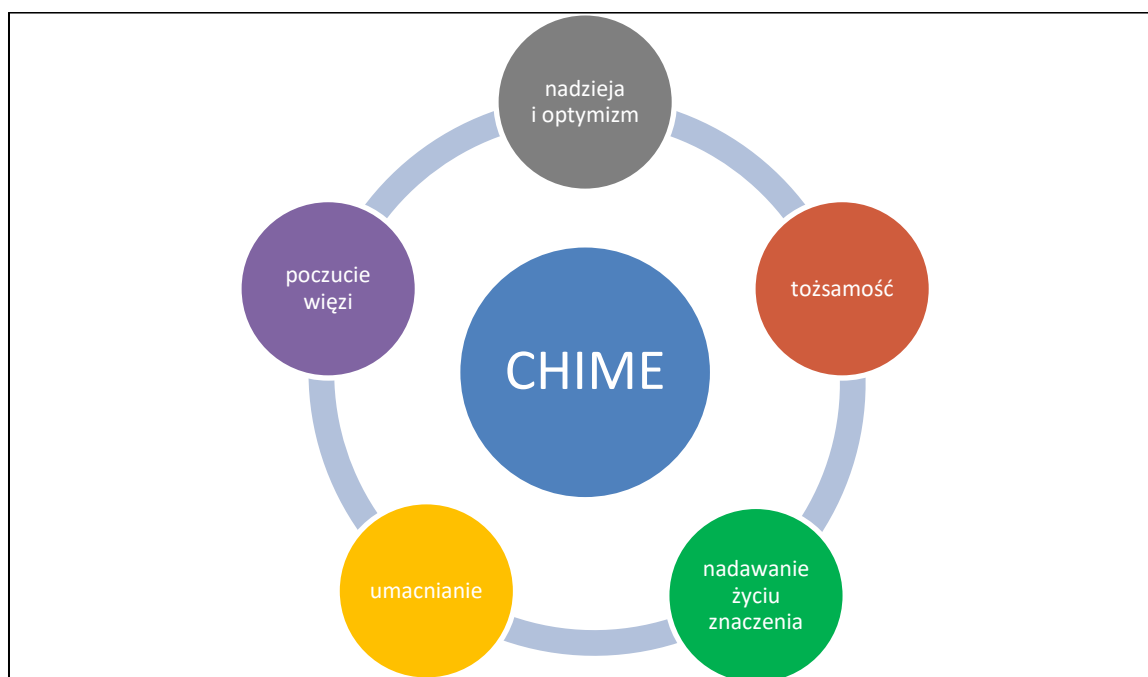 nadzieja
i optymizm
poczucie
więzi
tożsamość
CHIME
umacnianie
nadawanie
życiu
znaczenia